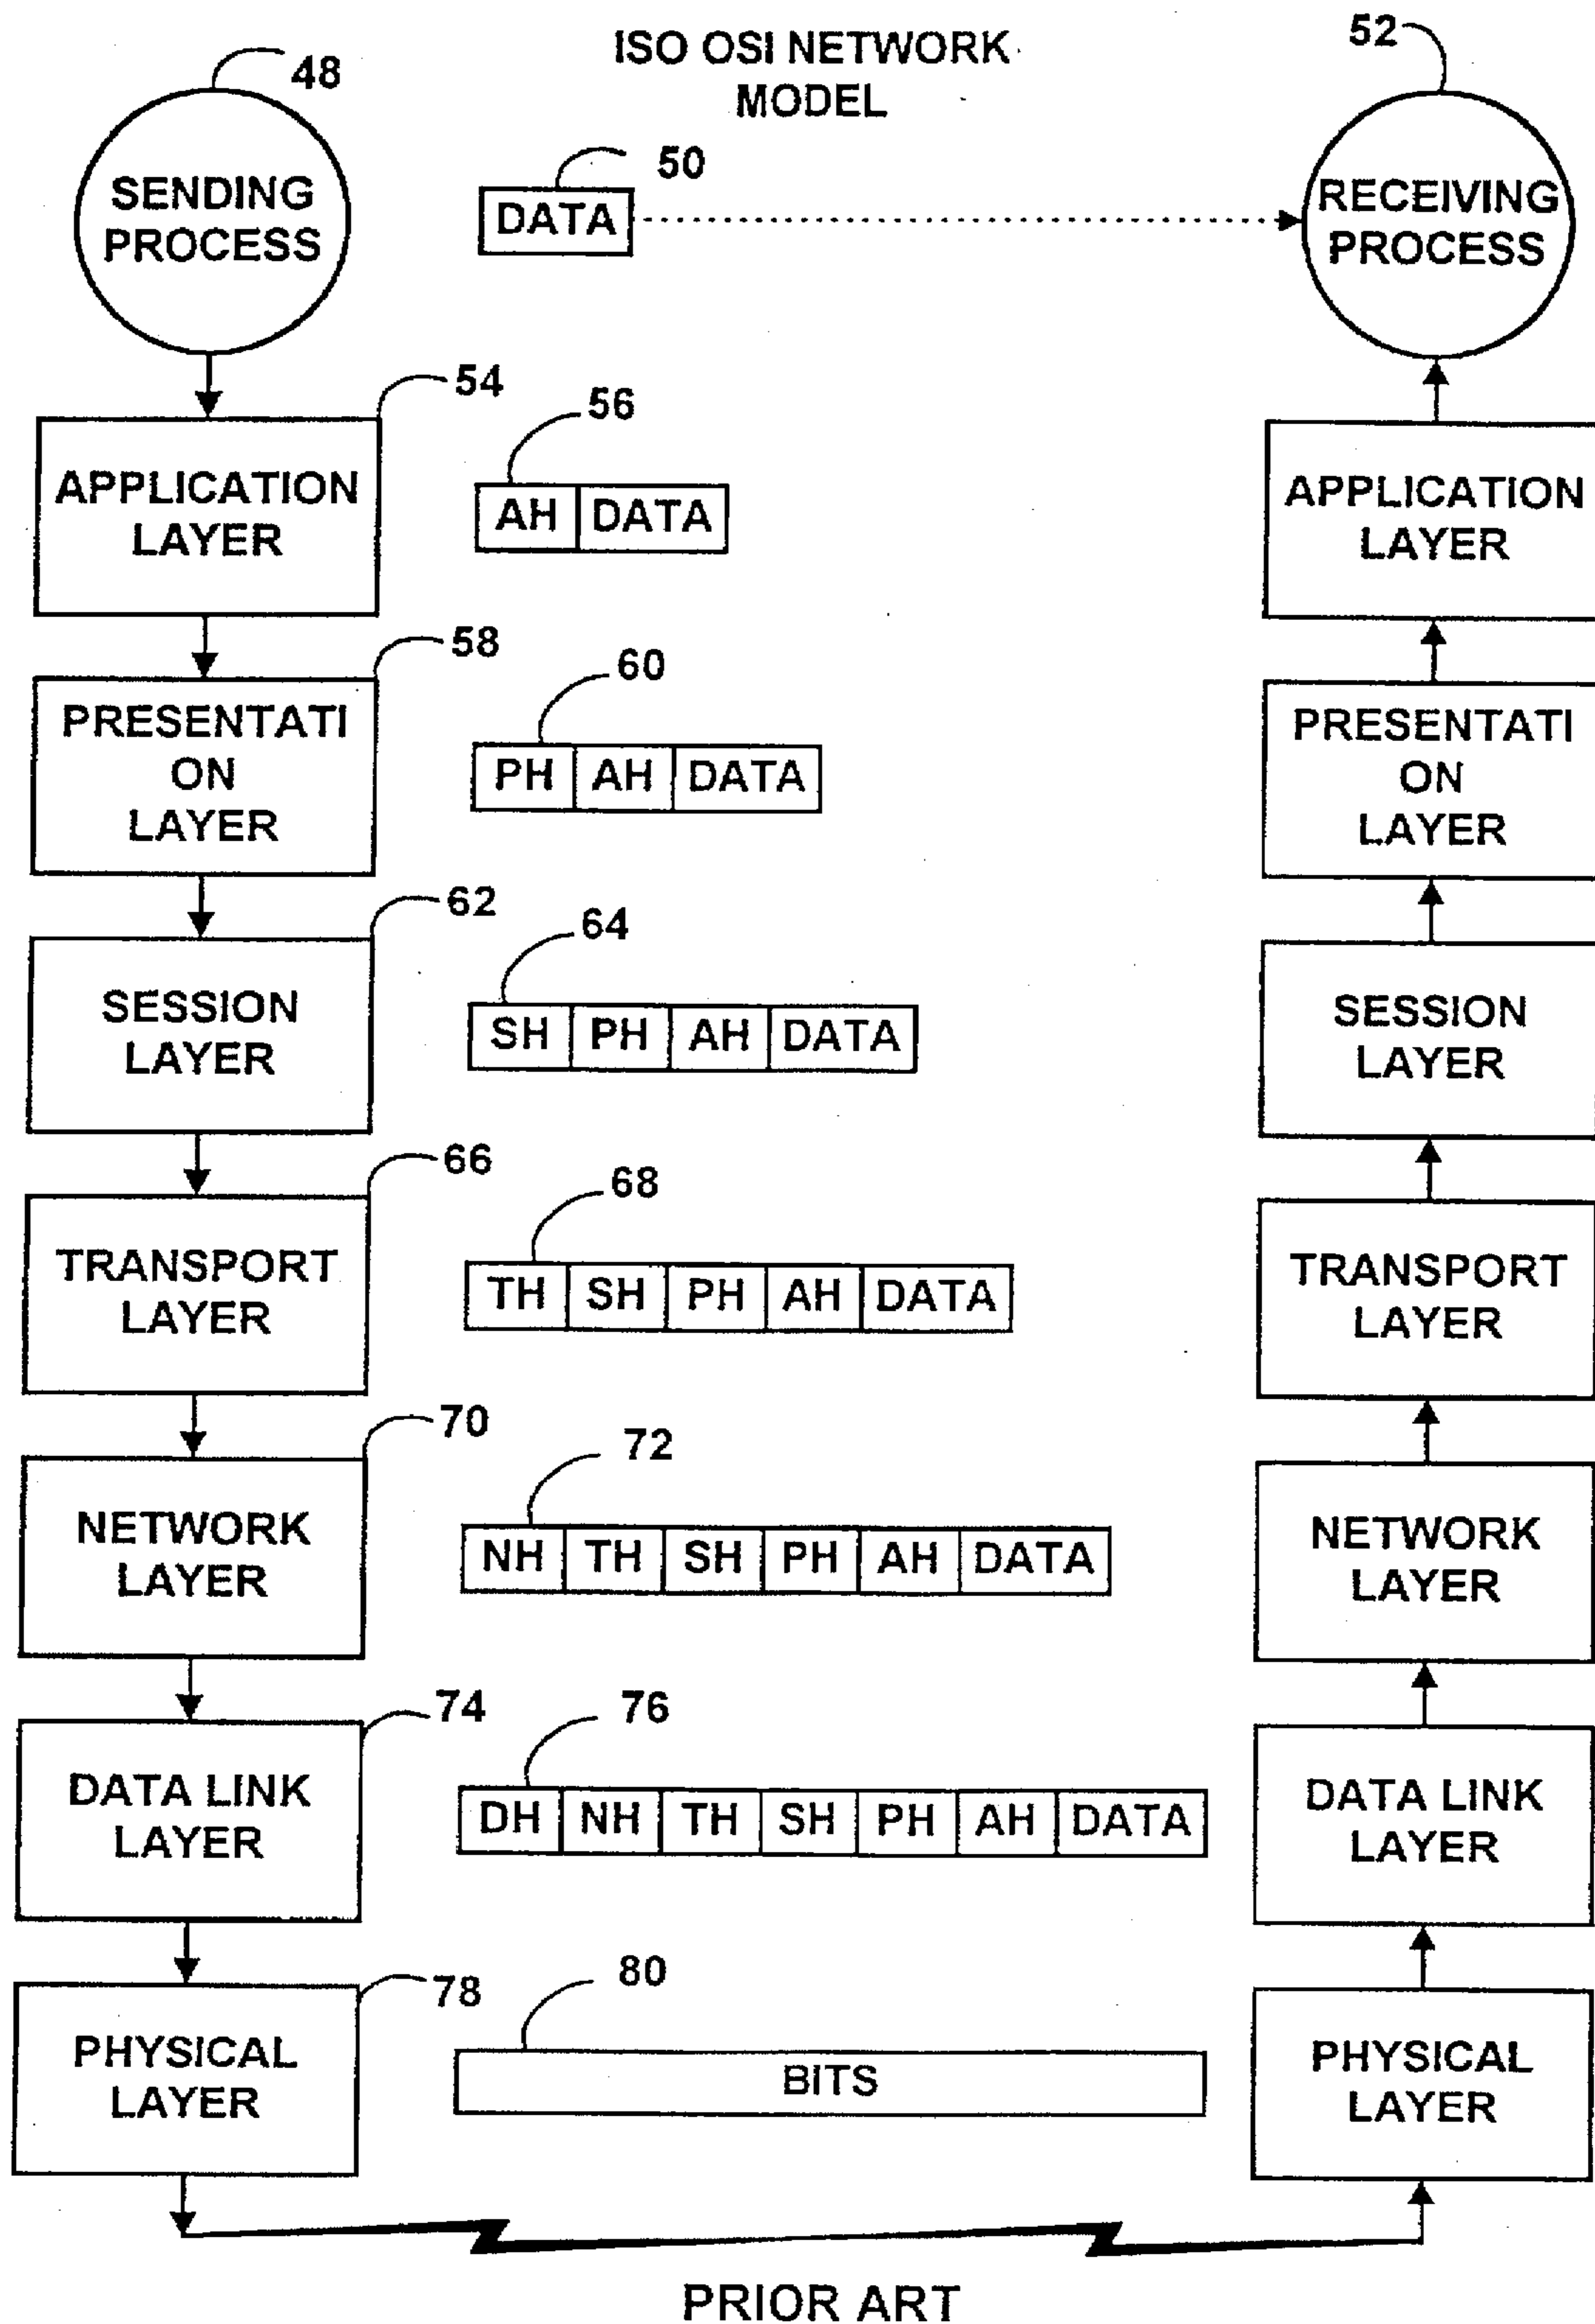 ISO OSI NETWORK
MODEL
48
52
SENDING
PROCESS
50
DATA
RECEIVING
PROCESS
54
APPLICATION
LAYER
56
AH DATA
APPLICATION
LAYER
58
PRESENTATI
ON
LAYER
60
PH AH DATA
PRESENTATI
ON
LAYER
62
SESSION
LAYER
64
SH PH AH DATA
SESSION
LAYER
66
TRANSPORT
LAYER
68
TH SH PH AH DATA
TRANSPORT
LAYER
70
NETWORK
LAYER
72
NH TH SH PH AH DATA
NETWORK
LAYER
74
DATA LINK
LAYER
76
DH NH TH SH PH AH DATA
DATA LINK
LAYER
78
PHYSICAL
LAYER
80
BITS
PHYSICAL
LAYER
PRIOR ART